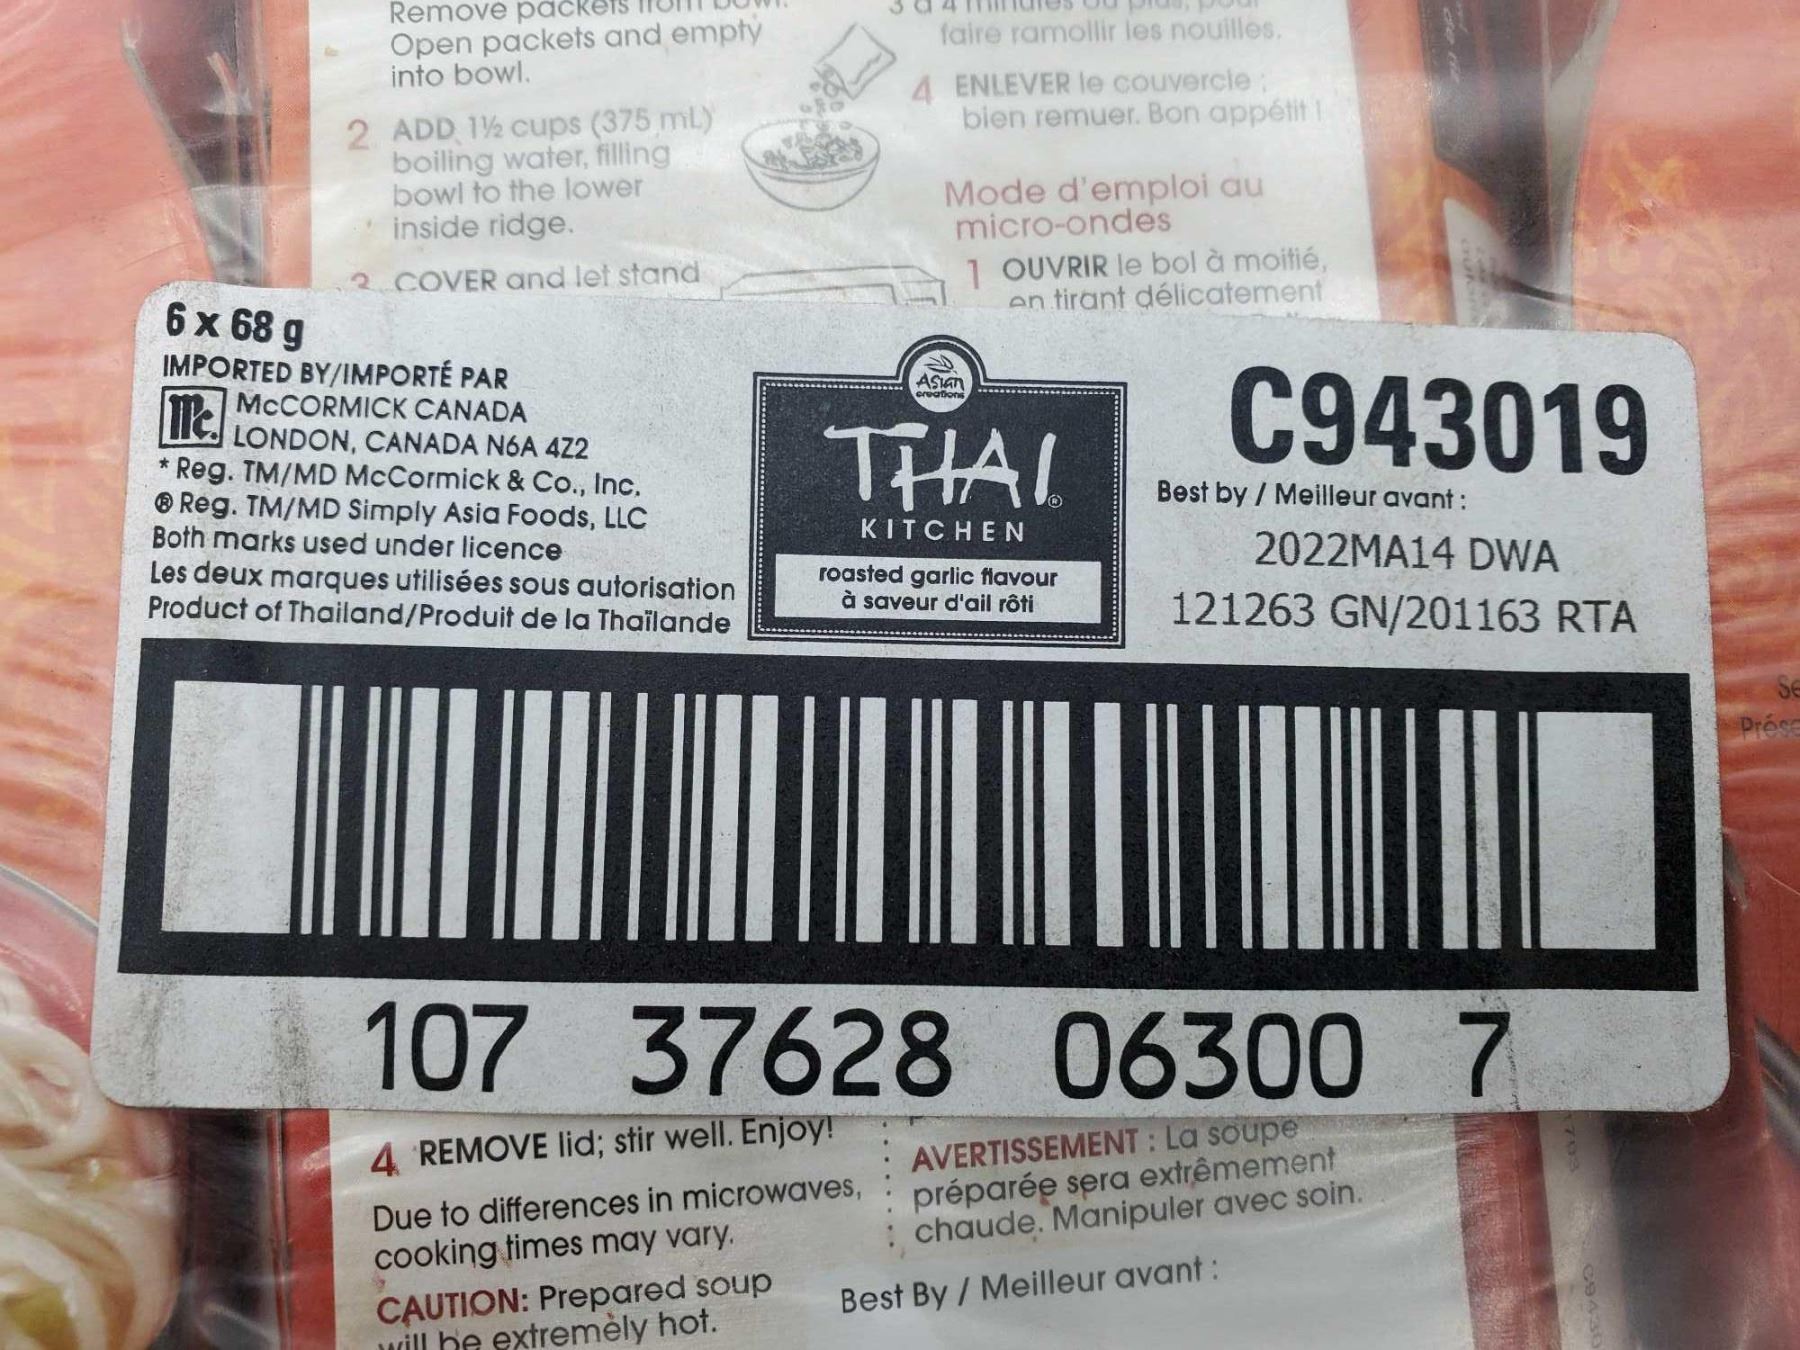 Remove packets from bowl.
Open packets and empty
into bowl.
2 ADD 1½ cups (375 mL)
boiling water, filling
bowl to the lower
inside ridge.
3 COVER and let stand
3 à 4 minutes ou plus, pour
faire ramollir les nouilles.
4 ENLEVER le couvercle ;
bien remuer. Bon appétit !
Mode d'emploi au
micro-ondes
1 OUVRIR le bol à moitié,
en tirant délicatement
6 x 68 g
IMPORTED BY/IMPORTÉ PAR
Mc. McCORMICK CANADA
LONDON, CANADA N6A 4Z2
* Reg. TM/MD McCormick & Co., Inc.
® Reg. TM/MD Simply Asia Foods, LLC
Both marks used under licence
Les deux marques utilisées sous autorisation
Product of Thailand/Produit de la Thaïlande
Asian
creations
THAI®
KITCHEN
roasted garlic flavour
à saveur d'ail rôti
C943019
Best by / Meilleur avant :
2022MA14 DWA
121263 GN/201163 RTA
107 37628 06300 7
4 REMOVE lid; stir well. Enjoy!
Due to differences in microwaves,
cooking times may vary.
CAUTION: Prepared soup
will be extremely hot.
AVERTISSEMENT : La soupe
préparée sera extrêmement
chaude. Manipuler avec soin.
Best By / Meilleur avant :